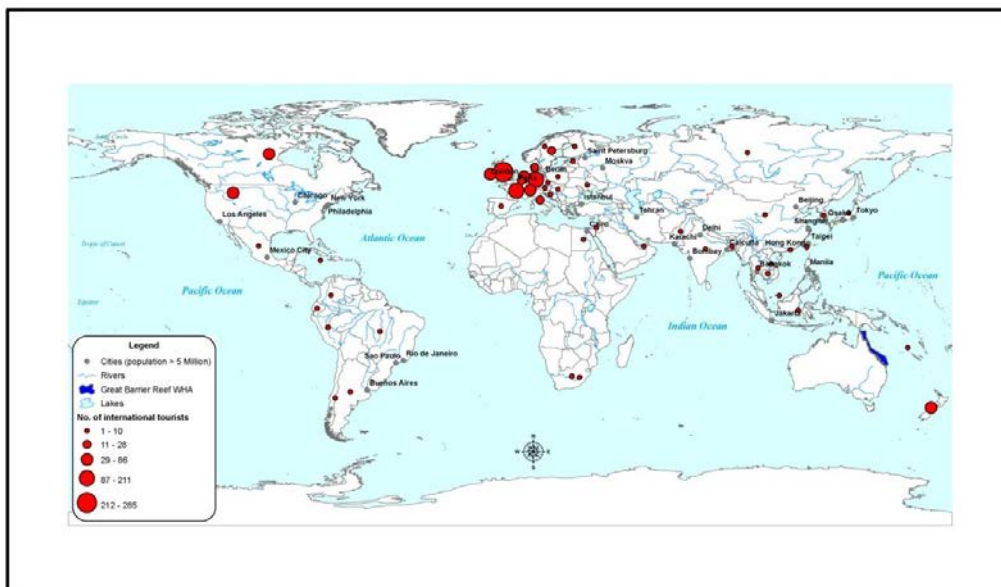 Saint Petersburg
Moskva
London
Berlin
Chicago
New York
Philadelphia
Istanbul
Los Angeles
Tehran
Beijing
Osaka
Tokyo
Shanghai
Atlantic Ocean
Delhi
Karachi
Taipei
Tropic of Cancer
Mexico City
Bombay
Calcutta
Hong Kong
Manila
Bangkok
Pacific Ocean
Pacific Ocean
Equator
Indian Ocean
Jakarta
Sao Paulo
Rio de Janeiro
Buenos Aires
N
W
E
S
Legend
Cities (population > 5 Million)
Rivers
Great Barrier Reef WHA
Lakes
No. of international tourists
1 - 10
11 - 28
29 - 86
87 - 211
212 - 285